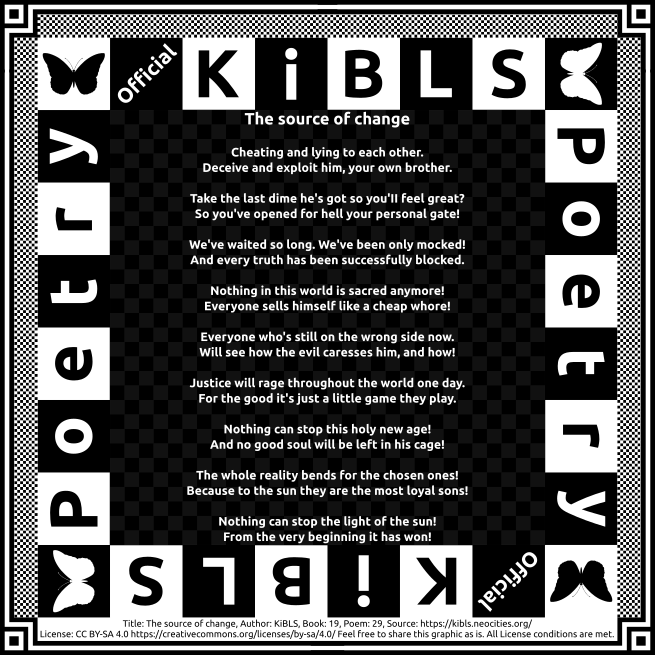 Official KiBLS
Poetry
Poetry
The source of change
Cheating and lying to each other.
Deceive and exploit him, your own brother.
Take the last dime he's got so you'll feel great?
So you've opened for hell your personal gate!
We've waited so long. We've been only mocked!
And every truth has been successfully blocked.
Nothing in this world is sacred anymore!
Everyone sells himself like a cheap whore!
Everyone who's still on the wrong side now.
Will see how the evil caresses him, and how!
Justice will rage throughout the world one day.
For the good it's just a little game they play.
Nothing can stop this holy new age!
And no good soul will be left in his cage!
The whole reality bends for the chosen ones!
Because to the sun they are the most loyal sons!
Nothing can stop the light of the sun!
From the very beginning it has won!
Official KiBLS
Title: The source of change, Author: KiBLS, Book: 19, Poem: 29, Source: https://kibls.neocities.org/
License: CC BY-SA 4.0 https://creativecommons.org/licenses/by-sa/4.0/ Feel free to share this graphic as is. All License conditions are met.